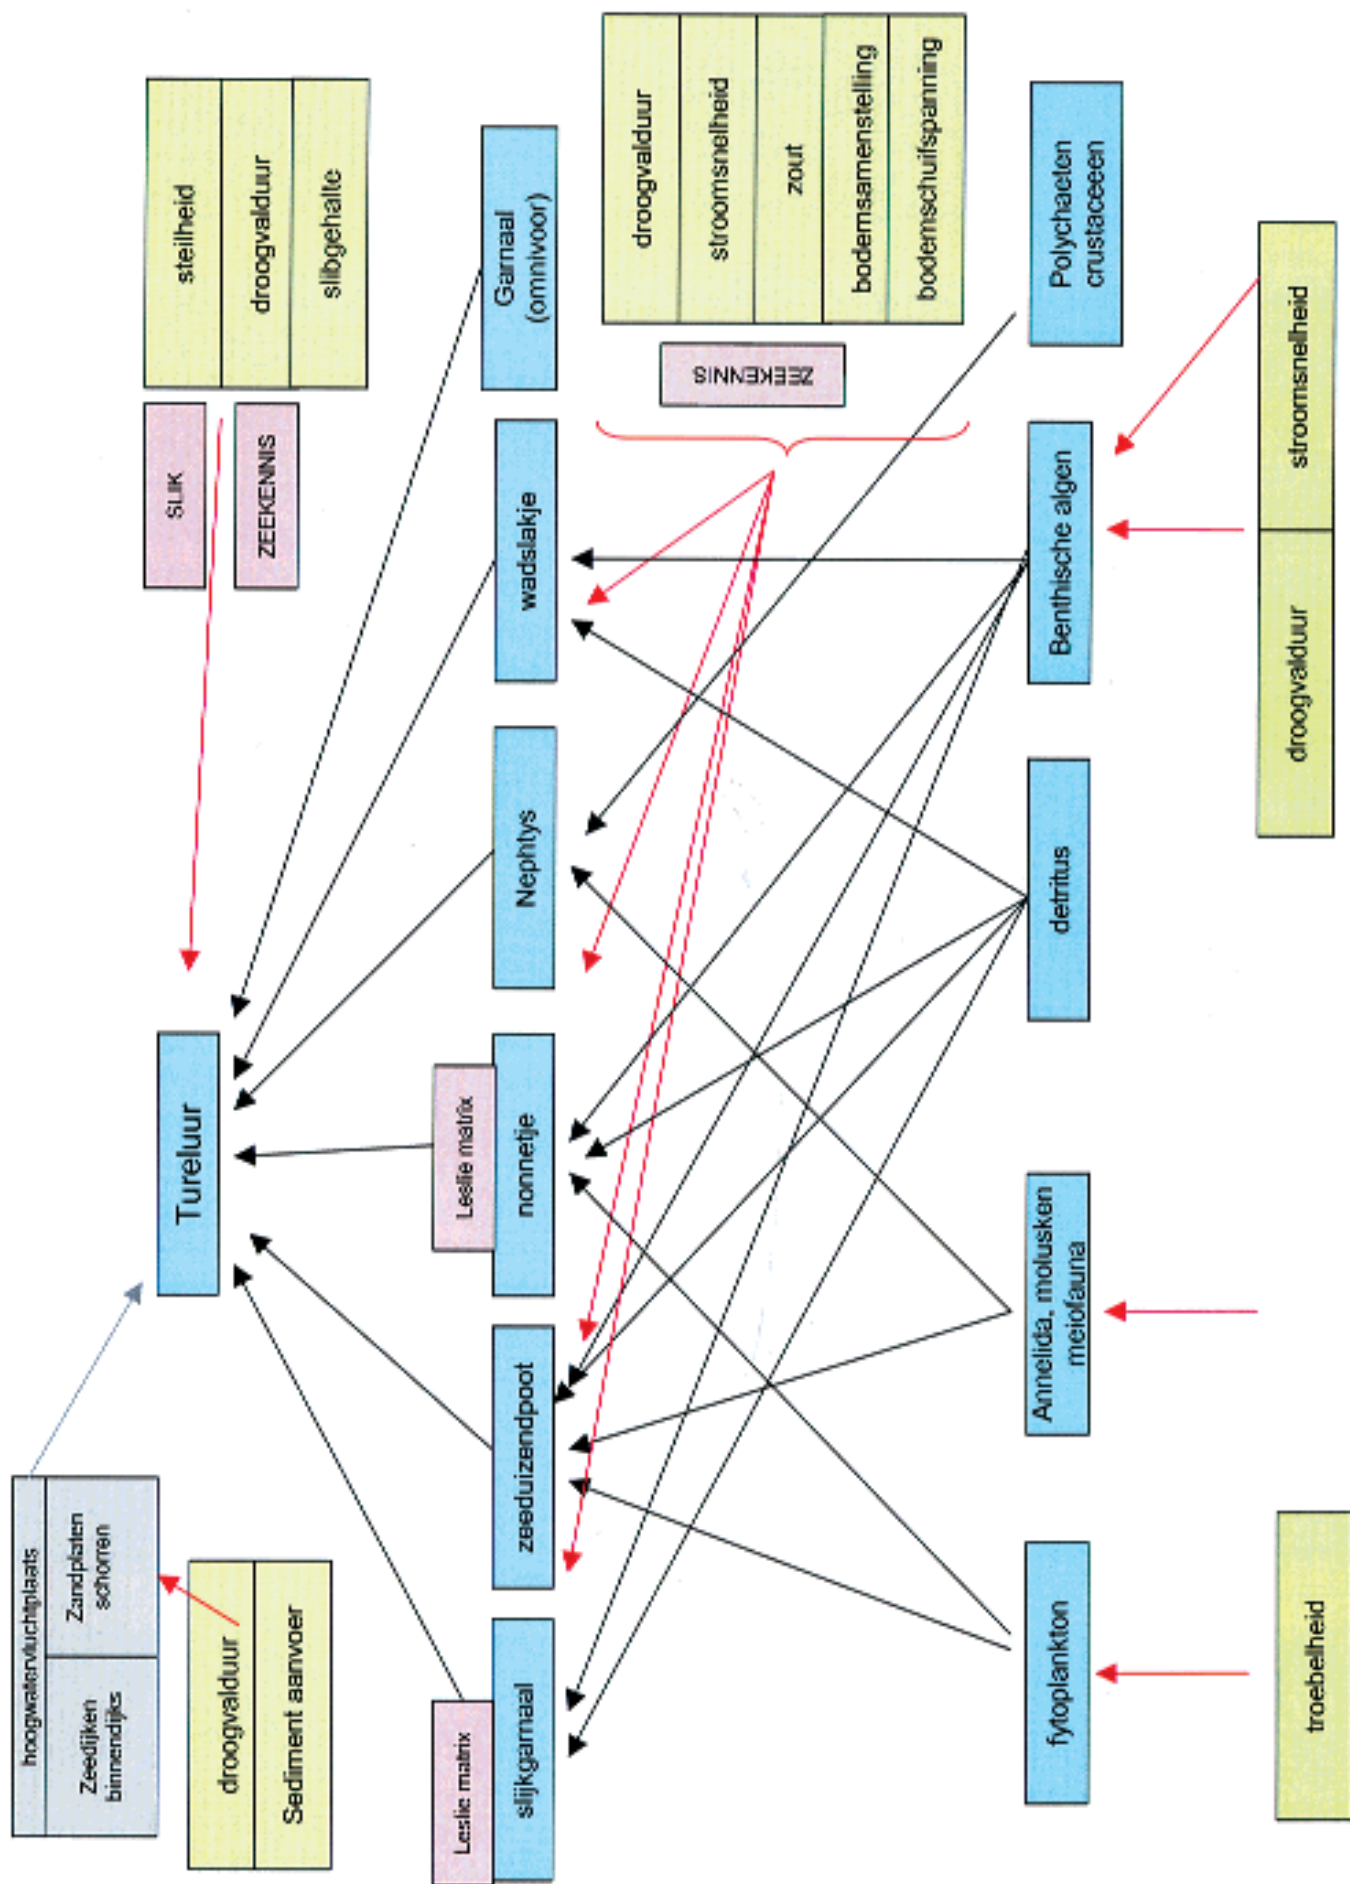 hoogwatervluchtplaats
Zeedijken
binnendijks
Zandplaten
schorren
droogvalduur
Sediment aanvoer
Tureluur
SLIK
ZEEKENNIS
steilheid
droogvalduur
slibgehalte
Leslie matrix
slijkgarnaal
zeeduizendpoot
Leslie matrix
nonnetje
Nephtys
wadslakje
Garnaal
(omnivoor)
ZEEKENNIS
droogvalduur
stroomsnelheid
zout
bodemsamenstelling
bodemschuifspanning
fytoplankton
Annelida, molusken
meiofauna
detritus
Benthische algen
Polychaeten
crustaceeen
troebelheid
droogvalduur
stroomsnelheid